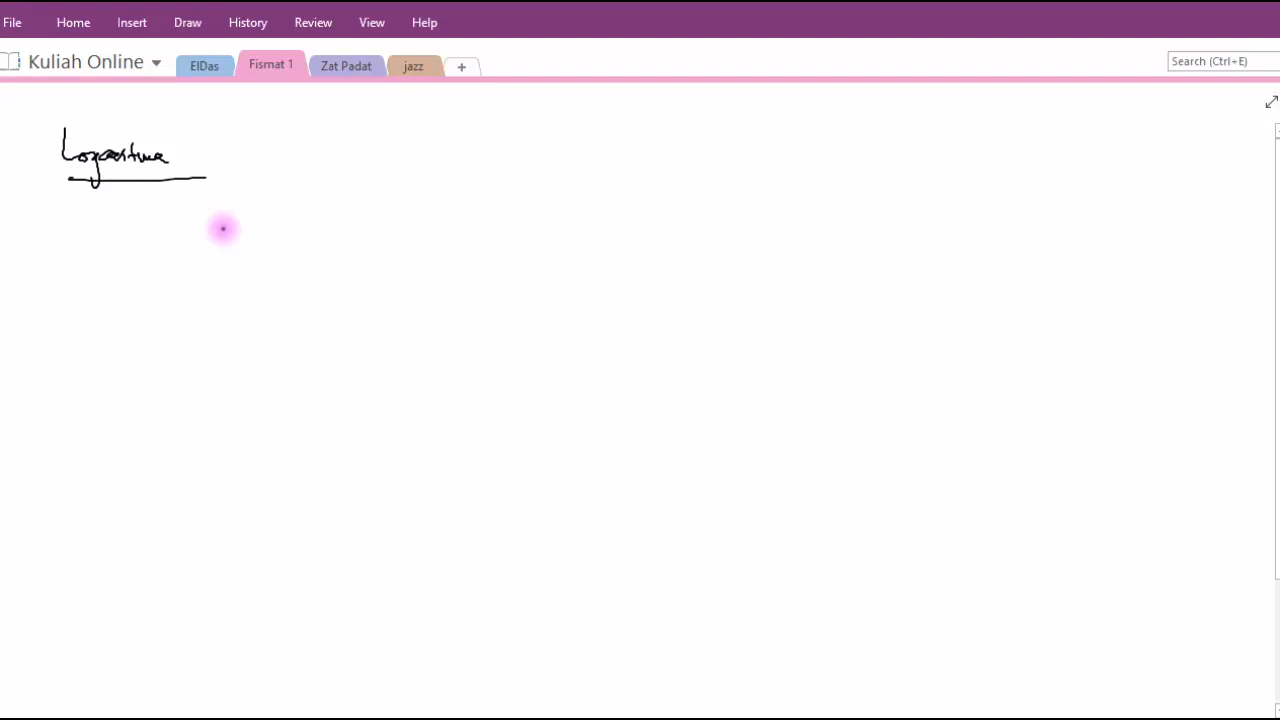 File Home Insert Draw History Review View Help
Kuliah Online ElDas Fismat 1 Zat Padat jazz + Search (Ctrl+E)
Logaritma